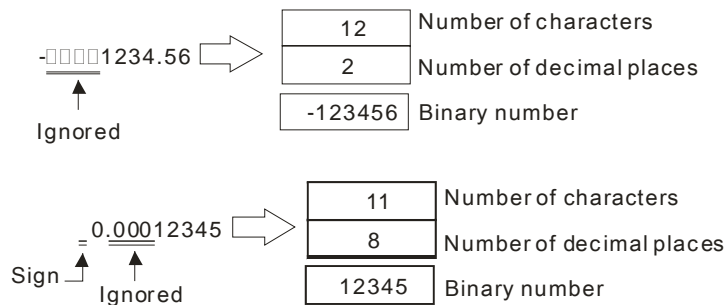 12 Number of characters
-□□□□1234.56
2 Number of decimal places
Ignored
-123456 Binary number
11 Number of characters
0.00012345
8 Number of decimal places
Sign
Ignored
12345 Binary number